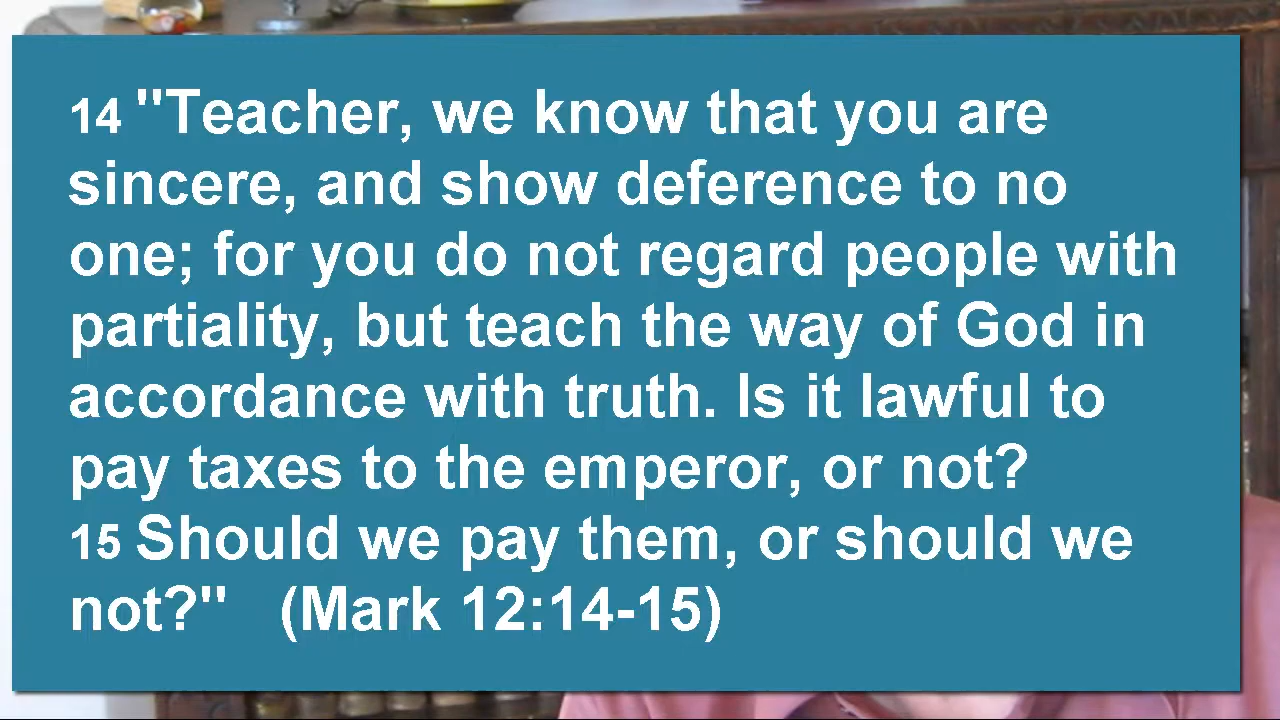 14 "Teacher, we know that you are
sincere, and show deference to no
one; for you do not regard people with
partiality, but teach the way of God in
accordance with truth. Is it lawful to
pay taxes to the emperor, or not?
15 Should we pay them, or should we
not?" (Mark 12:14-15)